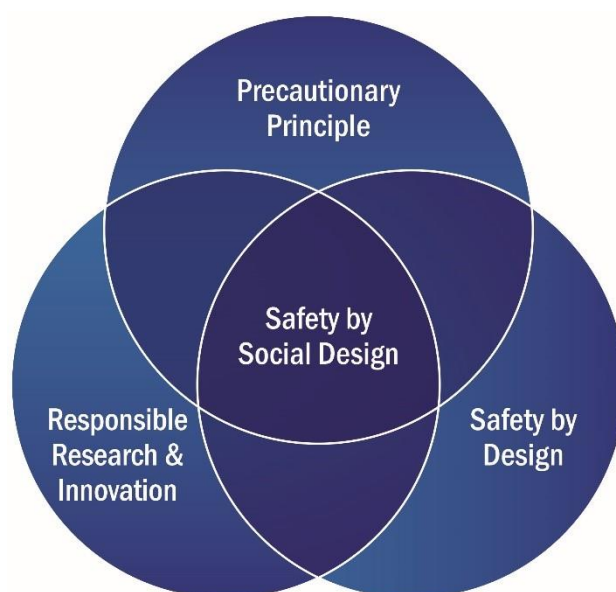 Precautionary
Principle
Safety by
Social Design
Responsible
Research &
Innovation
Safety by
Design